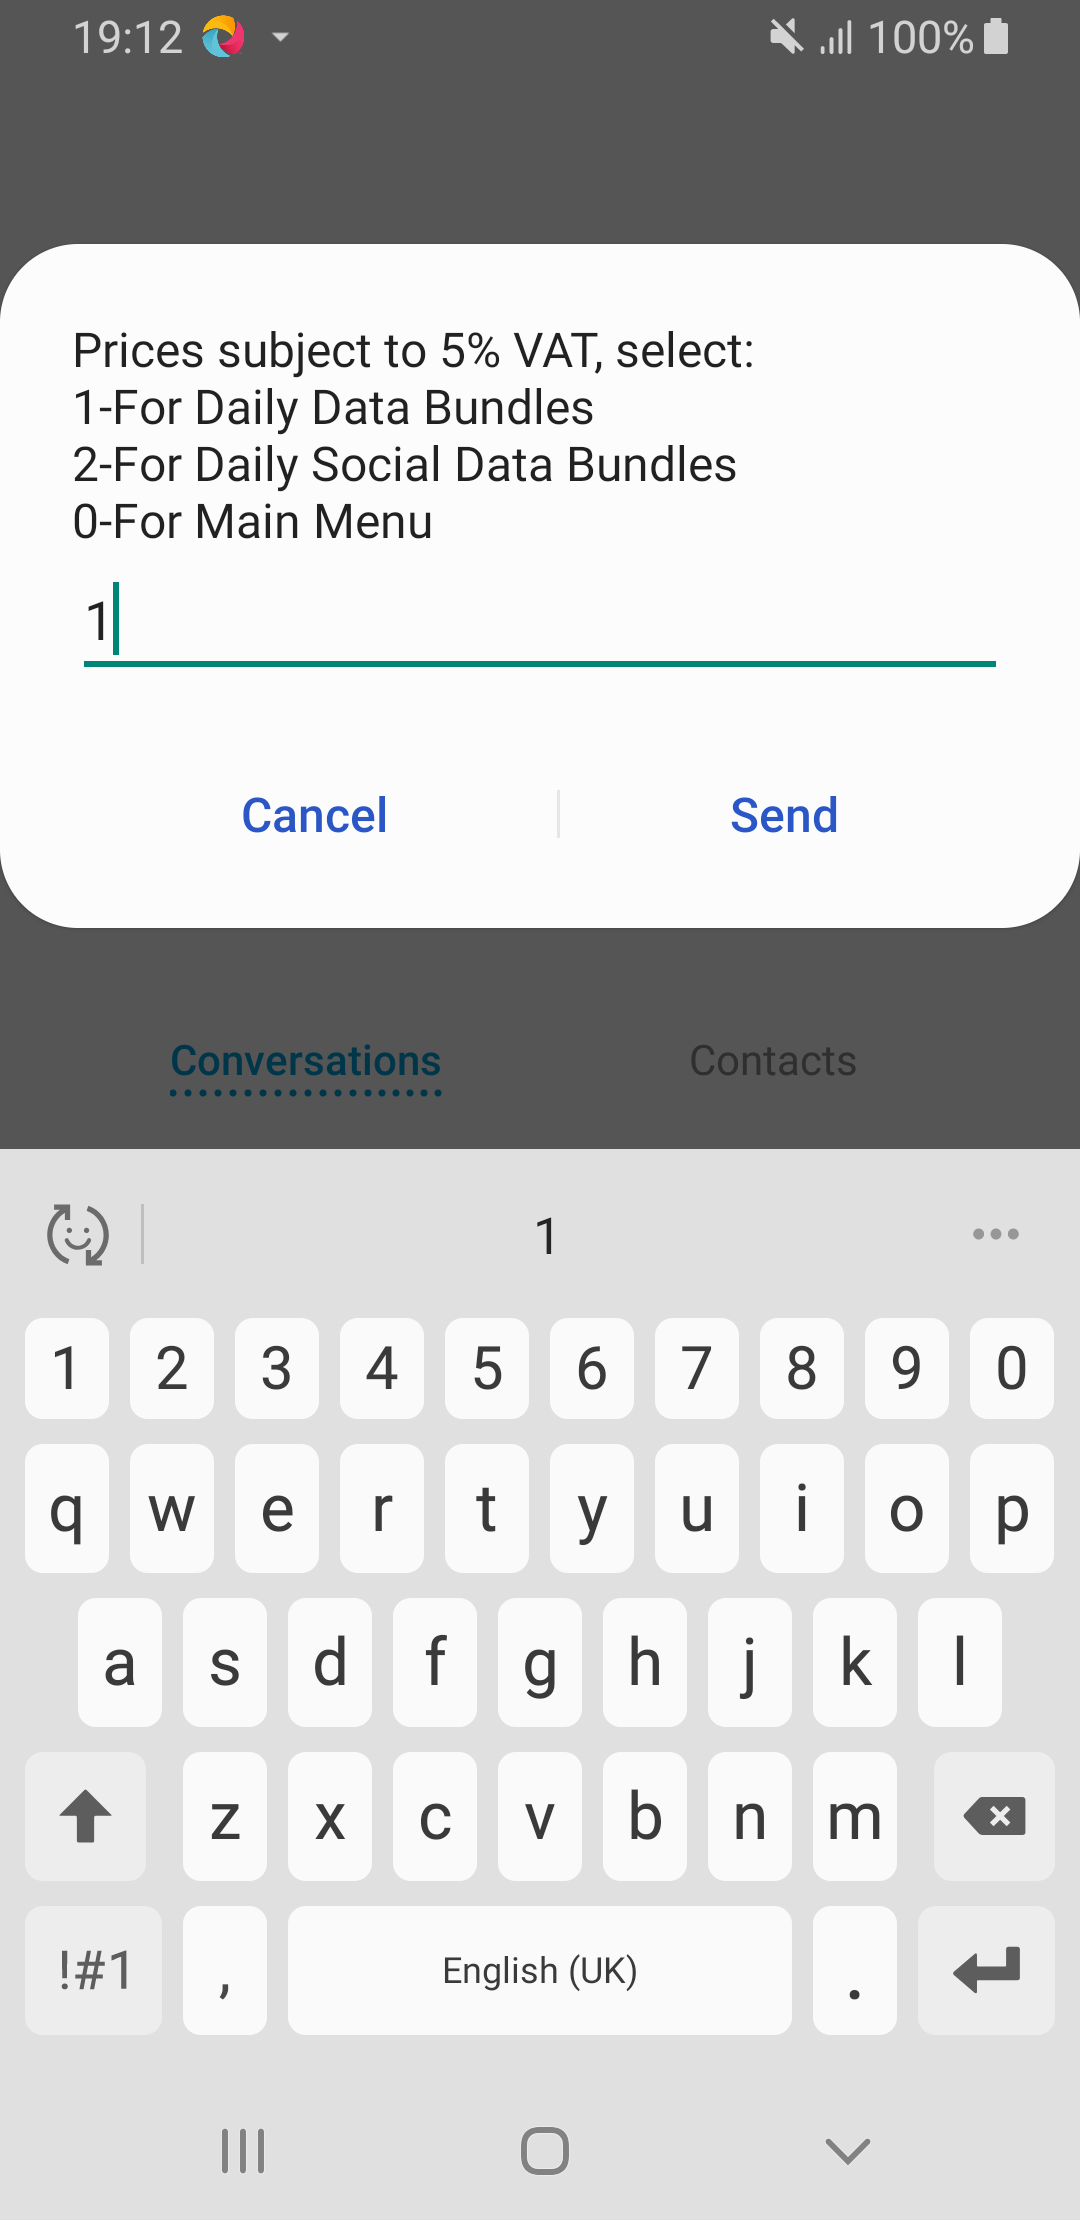 19:12 100%
Prices subject to 5% VAT, select:
1-For Daily Data Bundles
2-For Daily Social Data Bundles
0-For Main Menu
1
Cancel Send
Conversations Contacts
1
1 2 3 4 5 6 7 8 9 0
q w e r t y u i o p
a s d f g h j k l
z x c v b n m
!#1 , English (UK) .